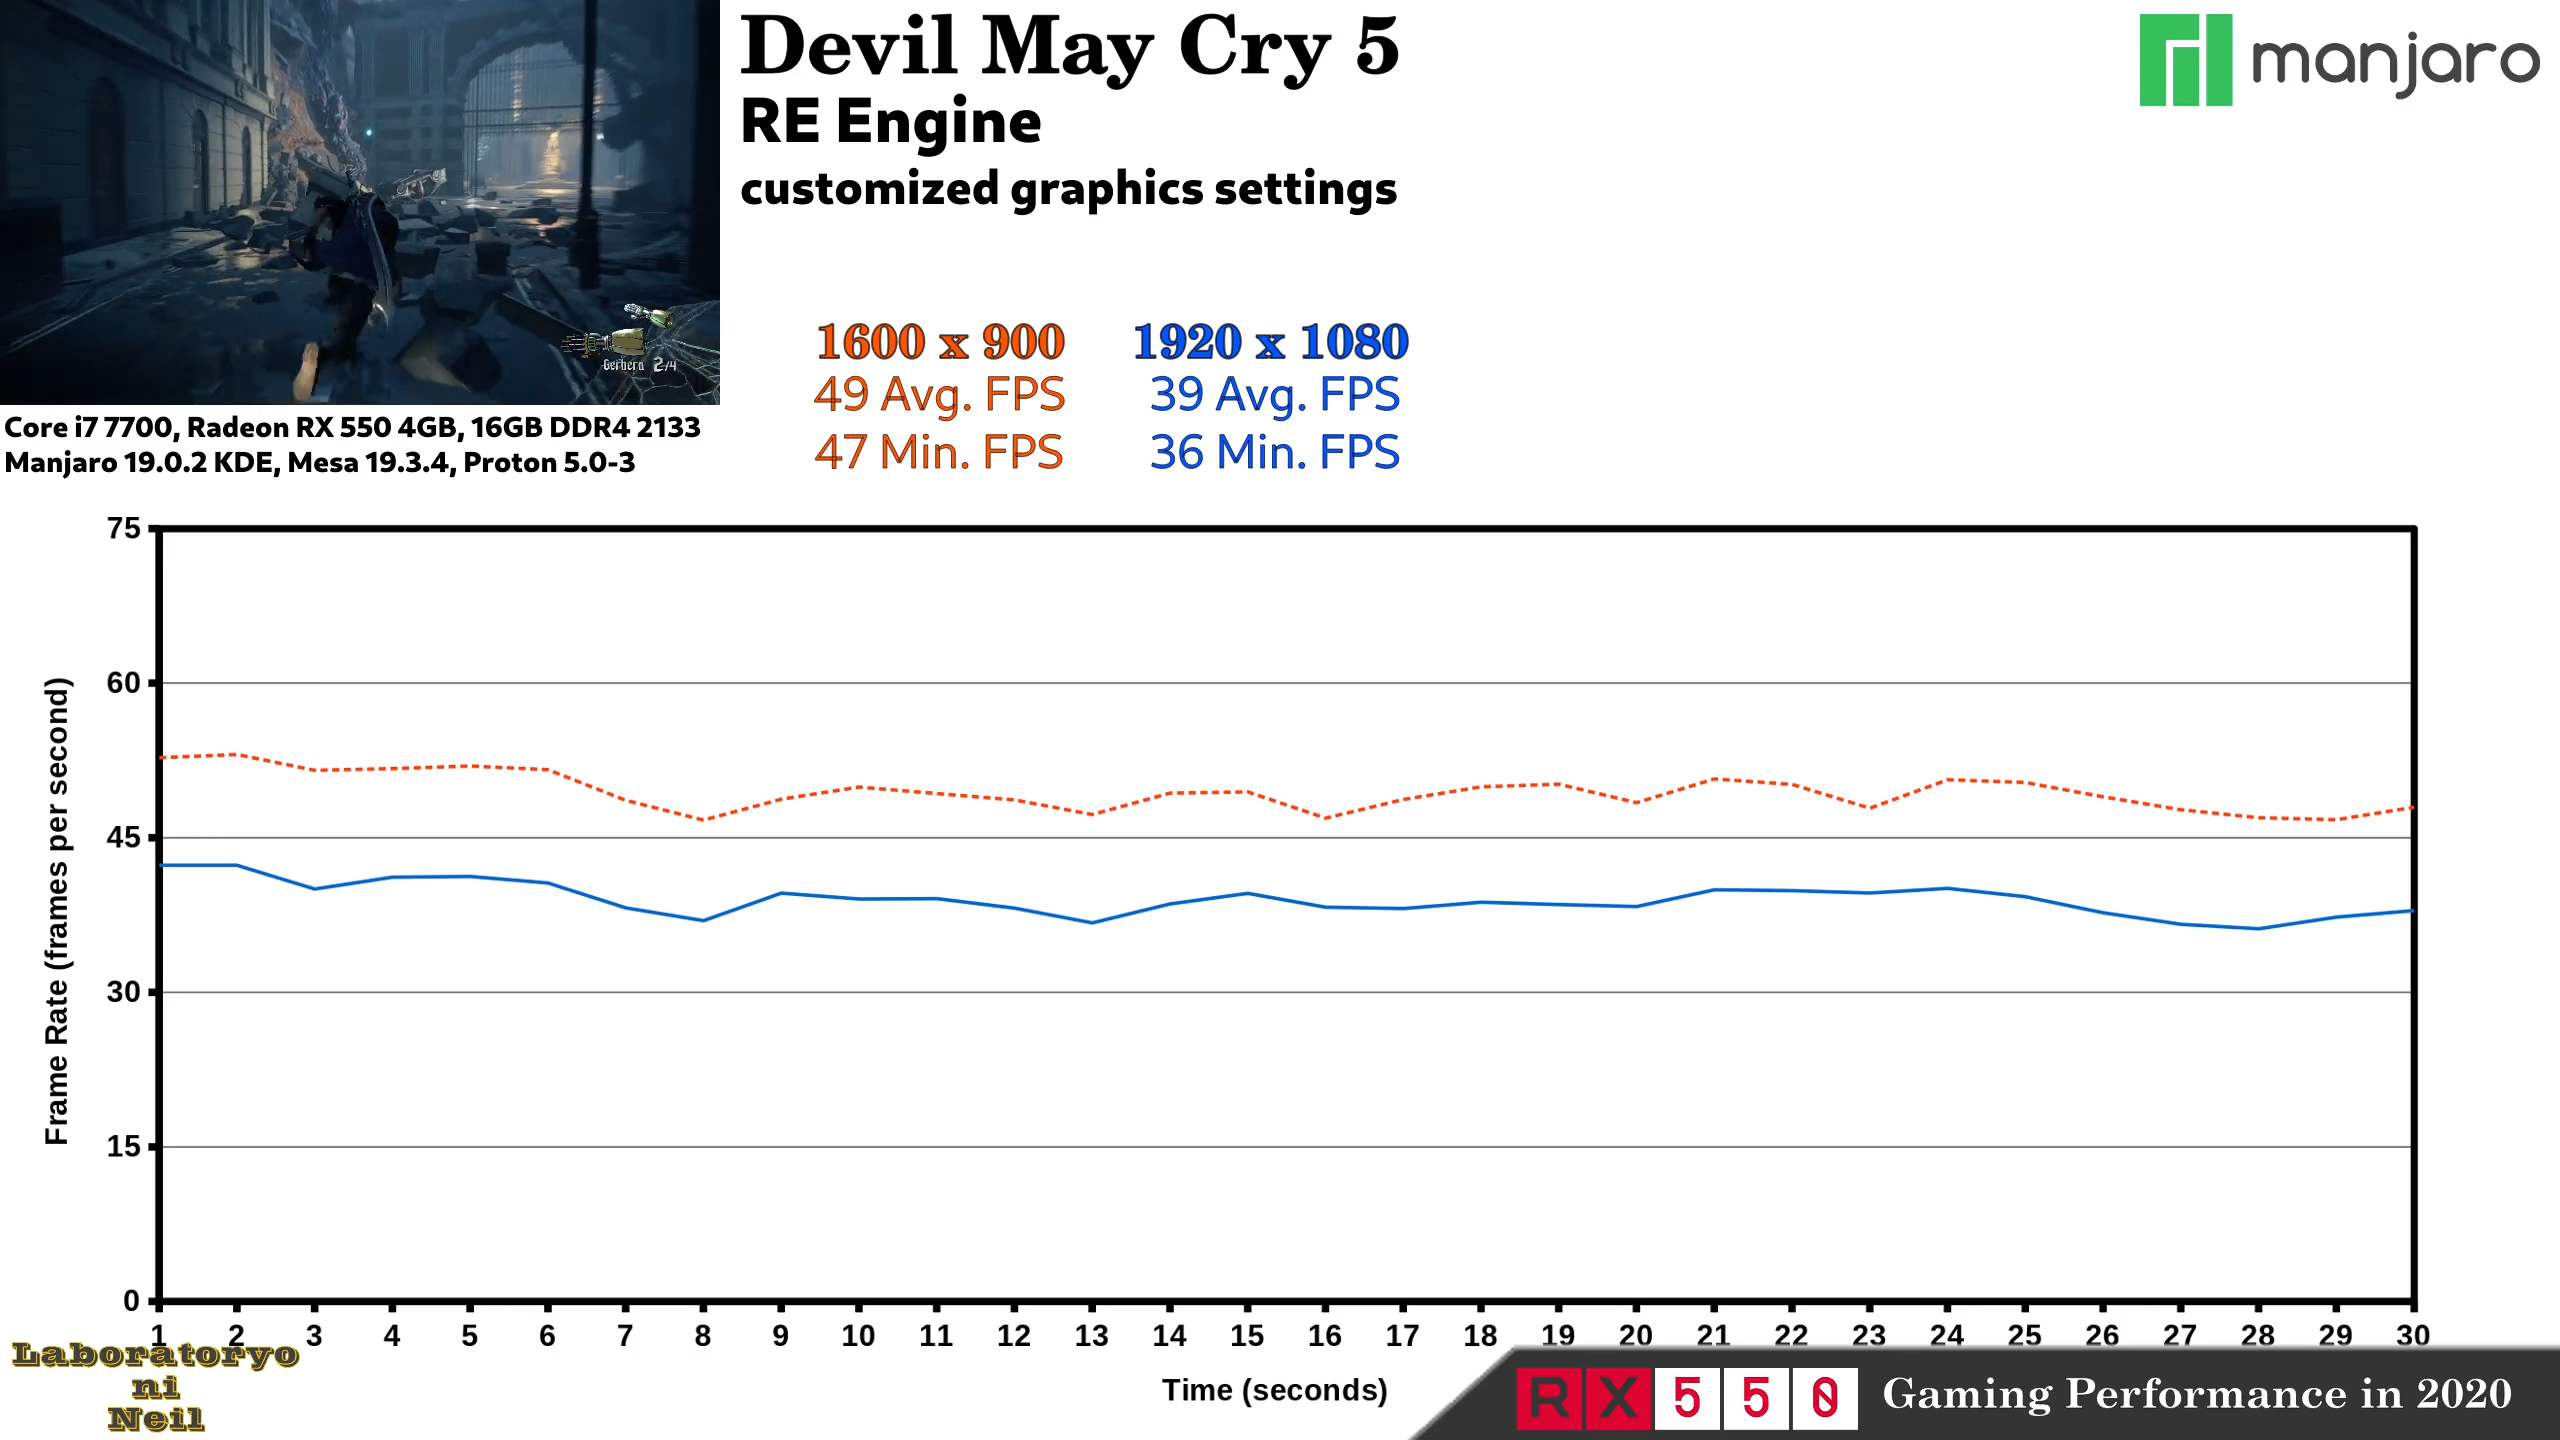 Devil May Cry 5
RE Engine
customized graphics settings
manjaro
Gerbera 2/4
Core i7 7700, Radeon RX 550 4GB, 16GB DDR4 2133
Manjaro 19.0.2 KDE, Mesa 19.3.4, Proton 5.0-3
1600 x 900
49 Avg. FPS
47 Min. FPS
1920 x 1080
39 Avg. FPS
36 Min. FPS
Frame Rate (frames per second)
75
60
45
30
15
0
1 2 3 4 5 6 7 8 9 10 11 12 13 14 15 16 17 18 19 20 21 22 23 24 25 26 27 28 29 30
Time (seconds)
Laboratoryo
ni
Neil
RX 550 Gaming Performance in 2020